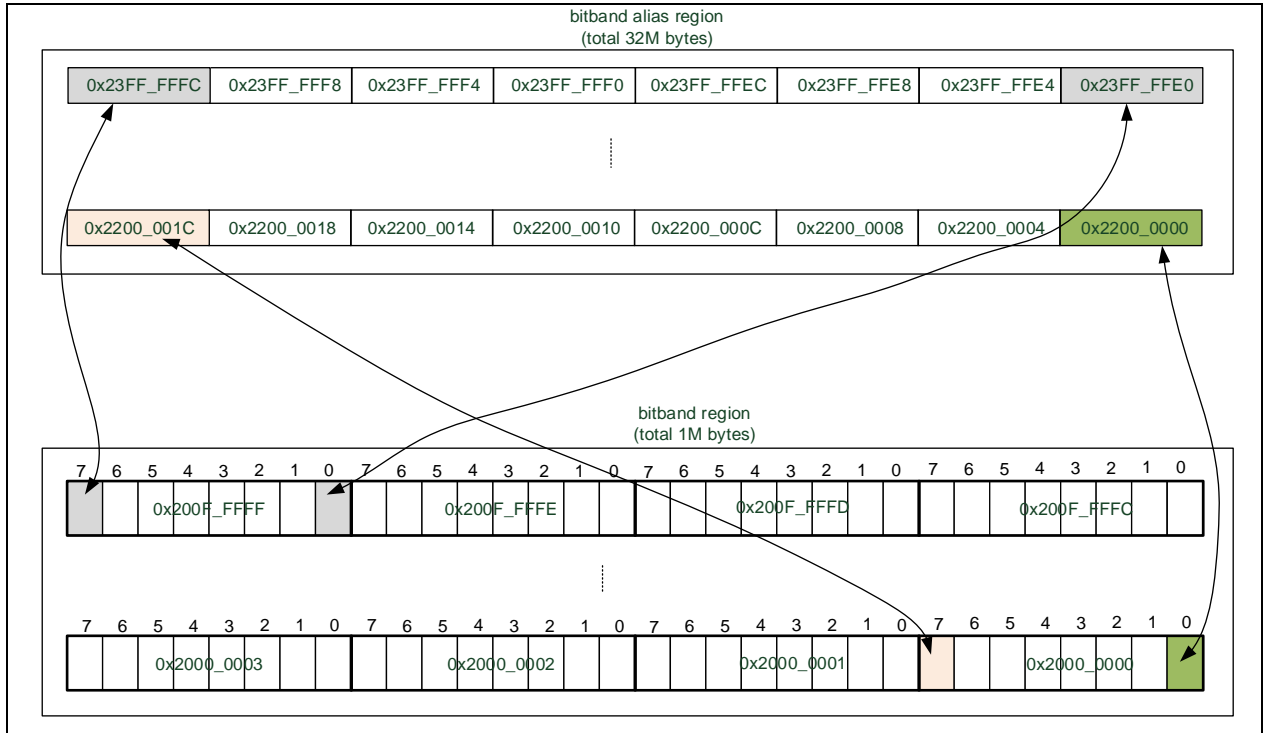 bitband alias region
(total 32M bytes)
0x23FF_FFFC 0x23FF_FFF8 0x23FF_FFF4 0x23FF_FFF0 0x23FF_FFEC 0x23FF_FFE8 0x23FF_FFE4 0x23FF_FFE0
0x2200_001C 0x2200_0018 0x2200_0014 0x2200_0010 0x2200_000C 0x2200_0008 0x2200_0004 0x2200_0000
bitband region
(total 1M bytes)
7 6 5 4 3 2 1 0 7 6 5 4 3 2 1 0 7 6 5 4 3 2 1 0 7 6 5 4 3 2 1 0
0x200F_FFFF 0x200F_FFFE 0x200F_FFFD 0x200F_FFFC
7 6 5 4 3 2 1 0 7 6 5 4 3 2 1 0 7 6 5 4 3 2 1 0 7 6 5 4 3 2 1 0
0x2000_0003 0x2000_0002 0x2000_0001 0x2000_0000